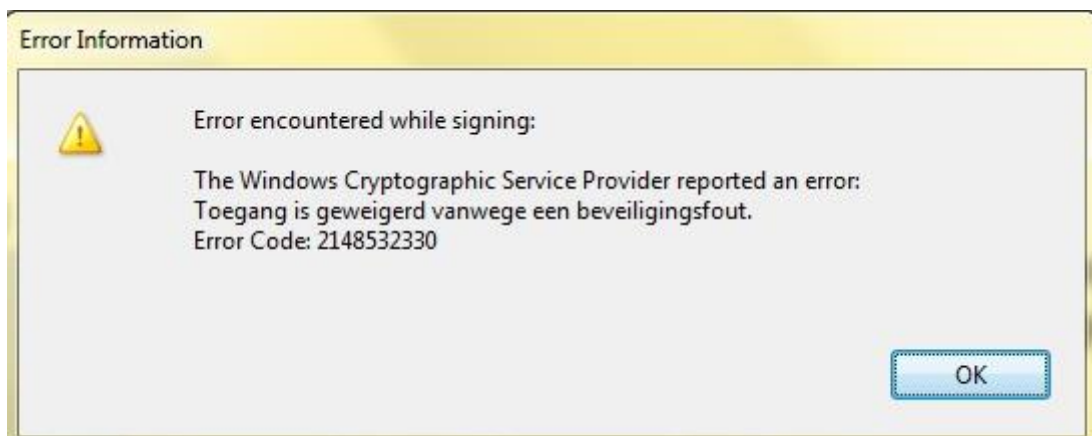 Error Information
Error encountered while signing:
The Windows Cryptographic Service Provider reported an error:
Toegang is geweigerd vanwege een beveiligingsfout.
Error Code: 2148532330
OK